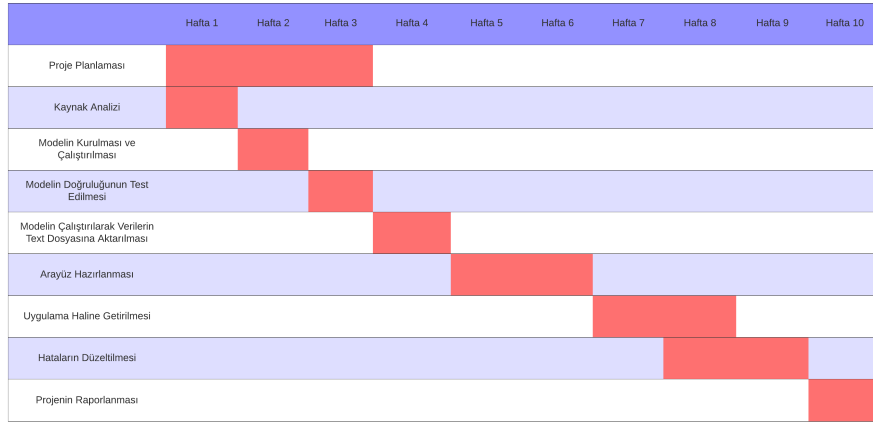 Hafta 1 Hafta 2 Hafta 3 Hafta 4 Hafta 5 Hafta 6 Hafta 7 Hafta 8 Hafta 9 Hafta 10
Proje Planlaması
Kaynak Analizi
Modelin Kurulması ve
Çalıştırılması
Modelin Doğruluğunun Test
Edilmesi
Modelin Çalıştırılarak Verilerin
Text Dosyasına Aktarılması
Arayüz Hazırlanması
Uygulama Haline Getirilmesi
Hataların Düzeltilmesi
Projenin Raporlanması